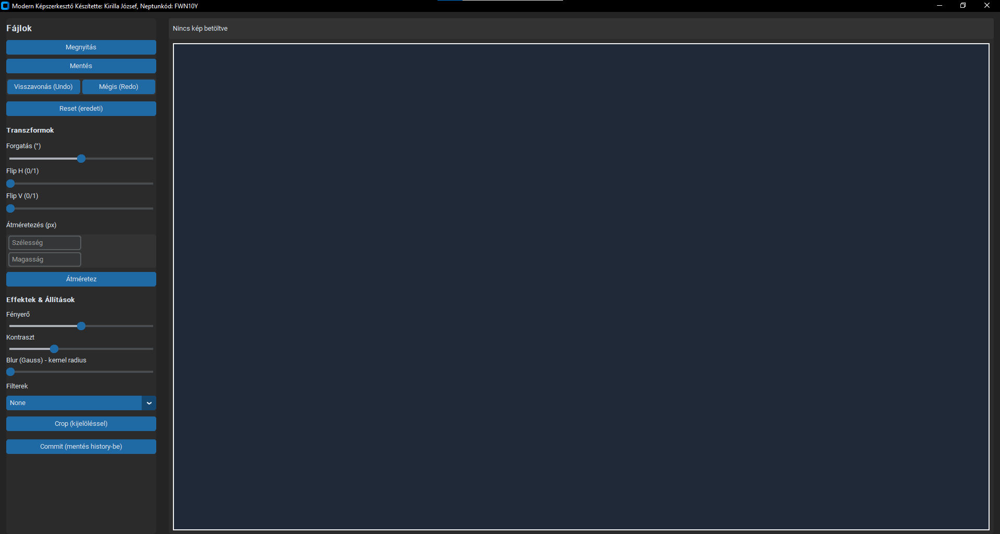 Modern Képszerkesztő Készítette: Kirilla József, Neptunkód: FWN10Y
Fájlok
Megnyitás
Mentés
Visszavonás (Undo) Mégis (Redo)
Reset (eredeti)
Transzformok
Forgatás (°)
Flip H (0/1)
Flip V (0/1)
Átméretezés (px)
Szélesség
Magasság
Átméretez
Effektek & Állítások
Fényerő
Kontraszt
Blur (Gauss) - kernel radius
Filterek
None
Crop (kijelöléssel)
Commit (mentés history-be)
Nincs kép betöltve